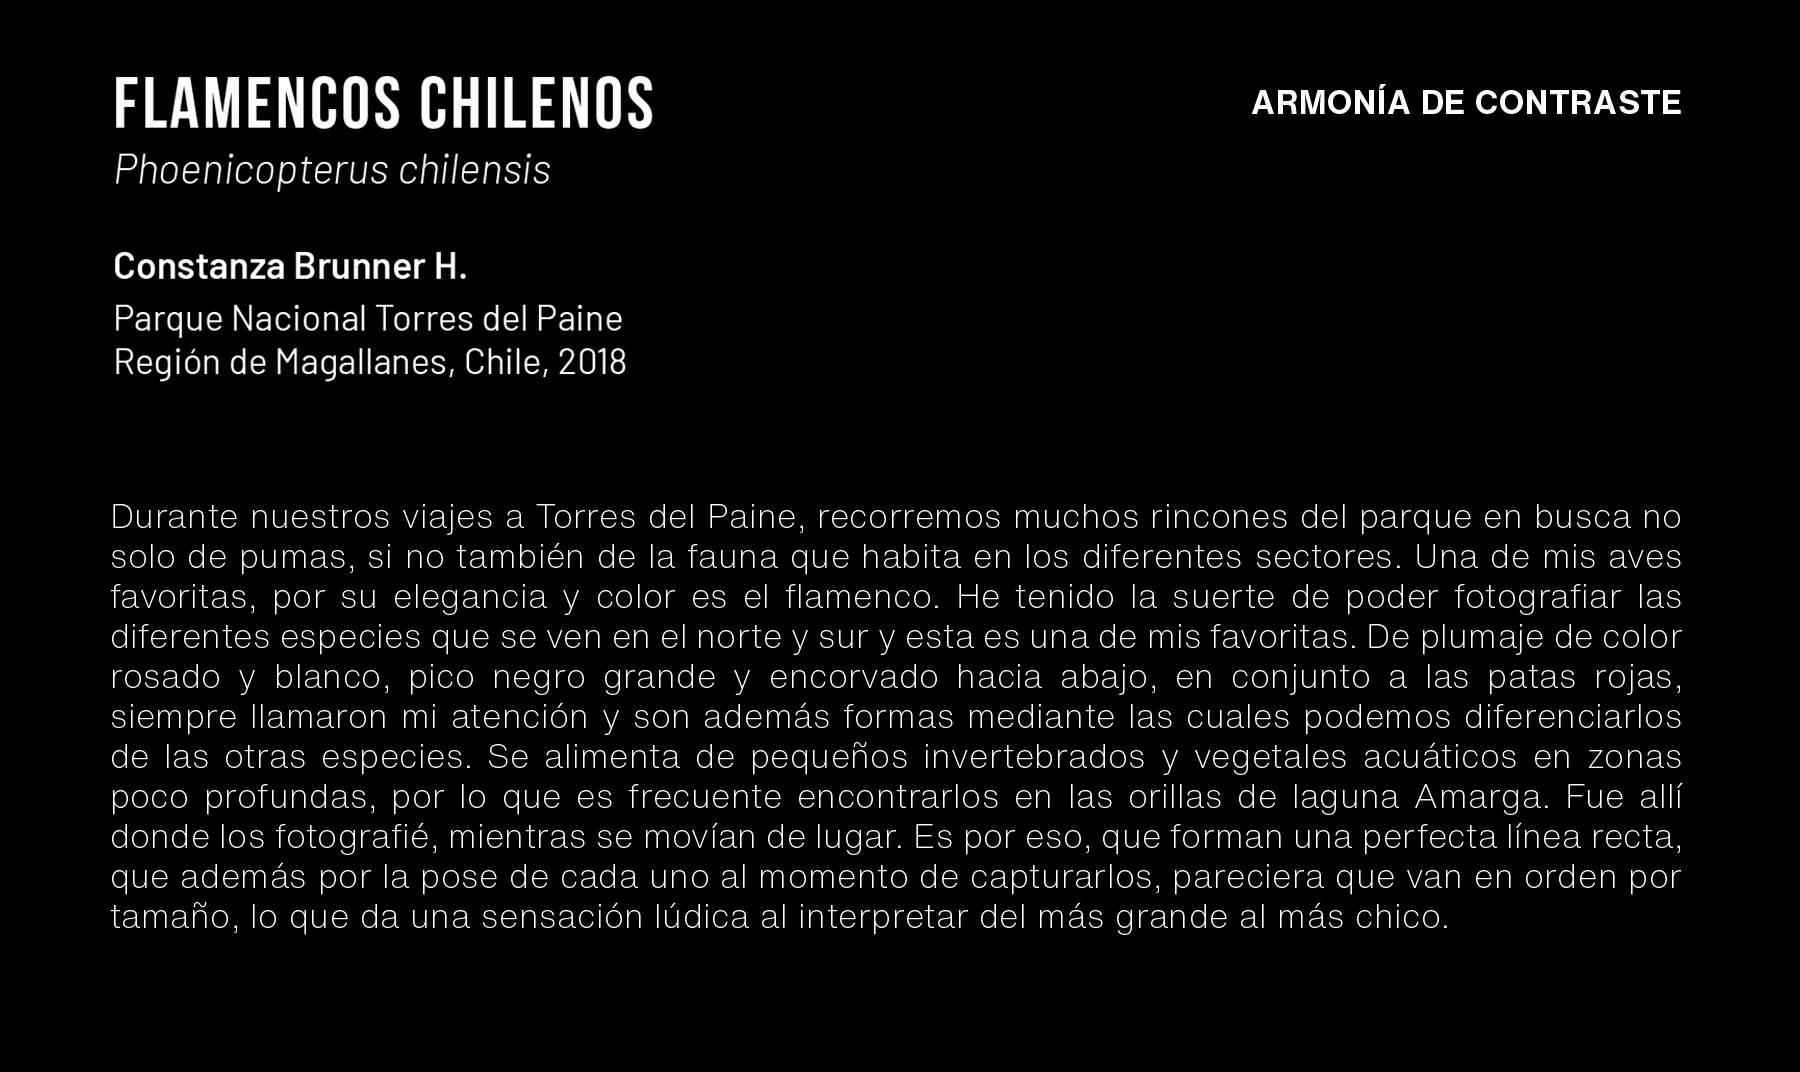 FLAMENCOS CHILENOS
ARMONÍA DE CONTRASTE
Phoenicopterus chilensis
Constanza Brunner H.
Parque Nacional Torres del Paine
Región de Magallanes, Chile, 2018
Durante nuestros viajes a Torres del Paine, recorremos muchos rincones del parque en busca no
solo de pumas, si no también de la fauna que habita en los diferentes sectores. Una de mis aves
favoritas, por su elegancia y color es el flamenco. He tenido la suerte de poder fotografiar las
diferentes especies que se ven en el norte y sur y esta es una de mis favoritas. De plumaje de color
rosado y blanco, pico negro grande y encorvado hacia abajo, en conjunto a las patas rojas,
siempre llamaron mi atención y son además formas mediante las cuales podemos diferenciarlos
de las otras especies. Se alimenta de pequeños invertebrados y vegetales acuáticos en zonas
poco profundas, por lo que es frecuente encontrarlos en las orillas de laguna Amarga. Fue allí
donde los fotografié, mientras se movían de lugar. Es por eso, que forman una perfecta línea recta,
que además por la pose de cada uno al momento de capturarlos, pareciera que van en orden por
tamaño, lo que da una sensación lúdica al interpretar del más grande al más chico.